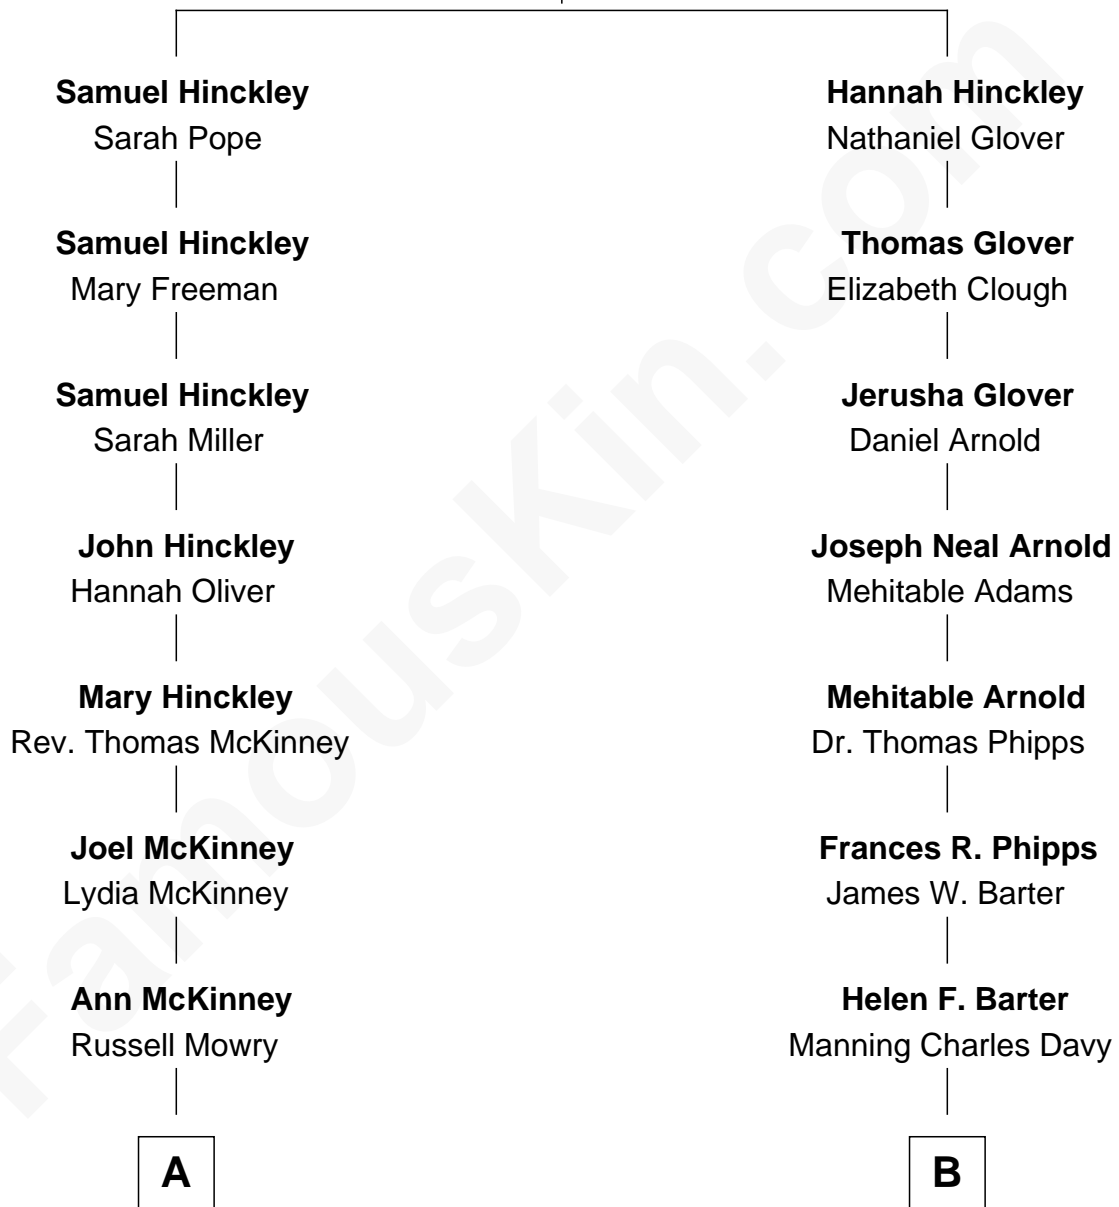 Samuel Hinckley
Sarah Pope
Samuel Hinckley
Mary Freeman
Samuel Hinckley
Sarah Miller
John Hinckley
Hannah Oliver
Mary Hinckley
Rev. Thomas McKinney
Joel McKinney
Lydia McKinney
Ann McKinney
Russell Mowry
A
Hannah Hinckley
Nathaniel Glover
Thomas Glover
Elizabeth Clough
Jerusha Glover
Daniel Arnold
Joseph Neal Arnold
Mehitable Adams
Mehitable Arnold
Dr. Thomas Phipps
Frances R. Phipps
James W. Barter
Helen F. Barter
Manning Charles Davy
B
FamousKin.com